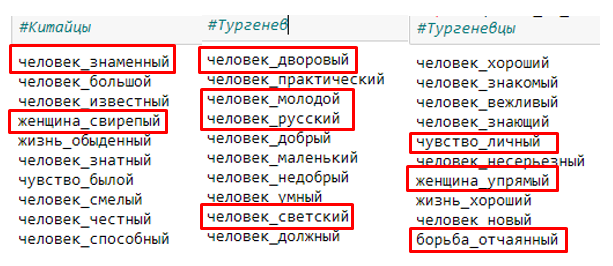 #Китайцы
человек_знаменный
человек_большой
человек_известный
женщина_свирепый
жизнь_обыденный
человек_знатный
чувство_былой
человек_смелый
человек_честный
человек_способный
#Тургенев
человек_дворовый
человек_практический
человек_молодой
человек_русский
человек_добрый
человек_маленький
человек_недобрый
человек_умный
человек_светский
человек_должный
#Тургеневцы
человек_хороший
человек_знакомый
человек_вежливый
человек_знающий
чувство_личный
человек_несерьезный
женщина_упрямый
жизнь_хороший
человек_новый
борьба_отчаянный